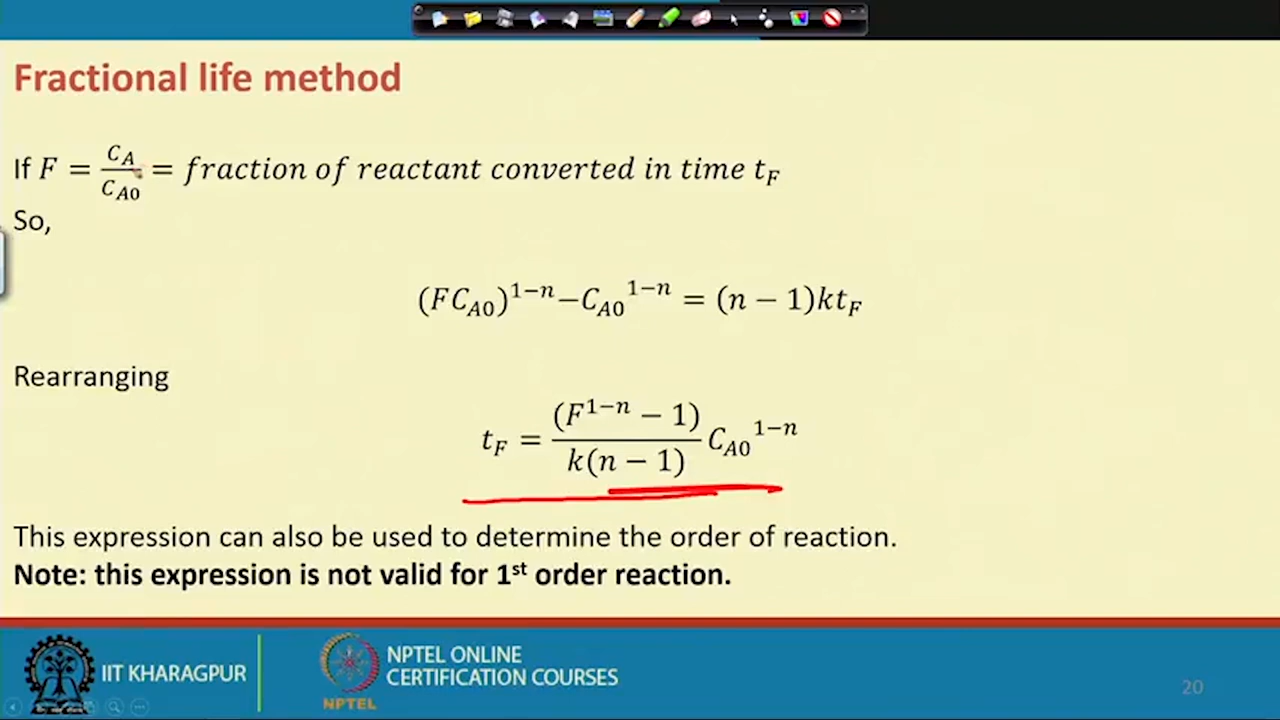 Fractional life method
If F = C_A / C_A0 = fraction of reactant converted in time t_F
So,
(FC_A0)^{1−n} − C_A0^{1−n} = (n − 1)kt_F
Rearranging
t_F = (F^{1−n} − 1) / k(n − 1) C_A0^{1−n}
This expression can also be used to determine the order of reaction.
Note: this expression is not valid for 1st order reaction.
IIT KHARAGPUR
NPTEL
NPTEL ONLINE
CERTIFICATION COURSES
20